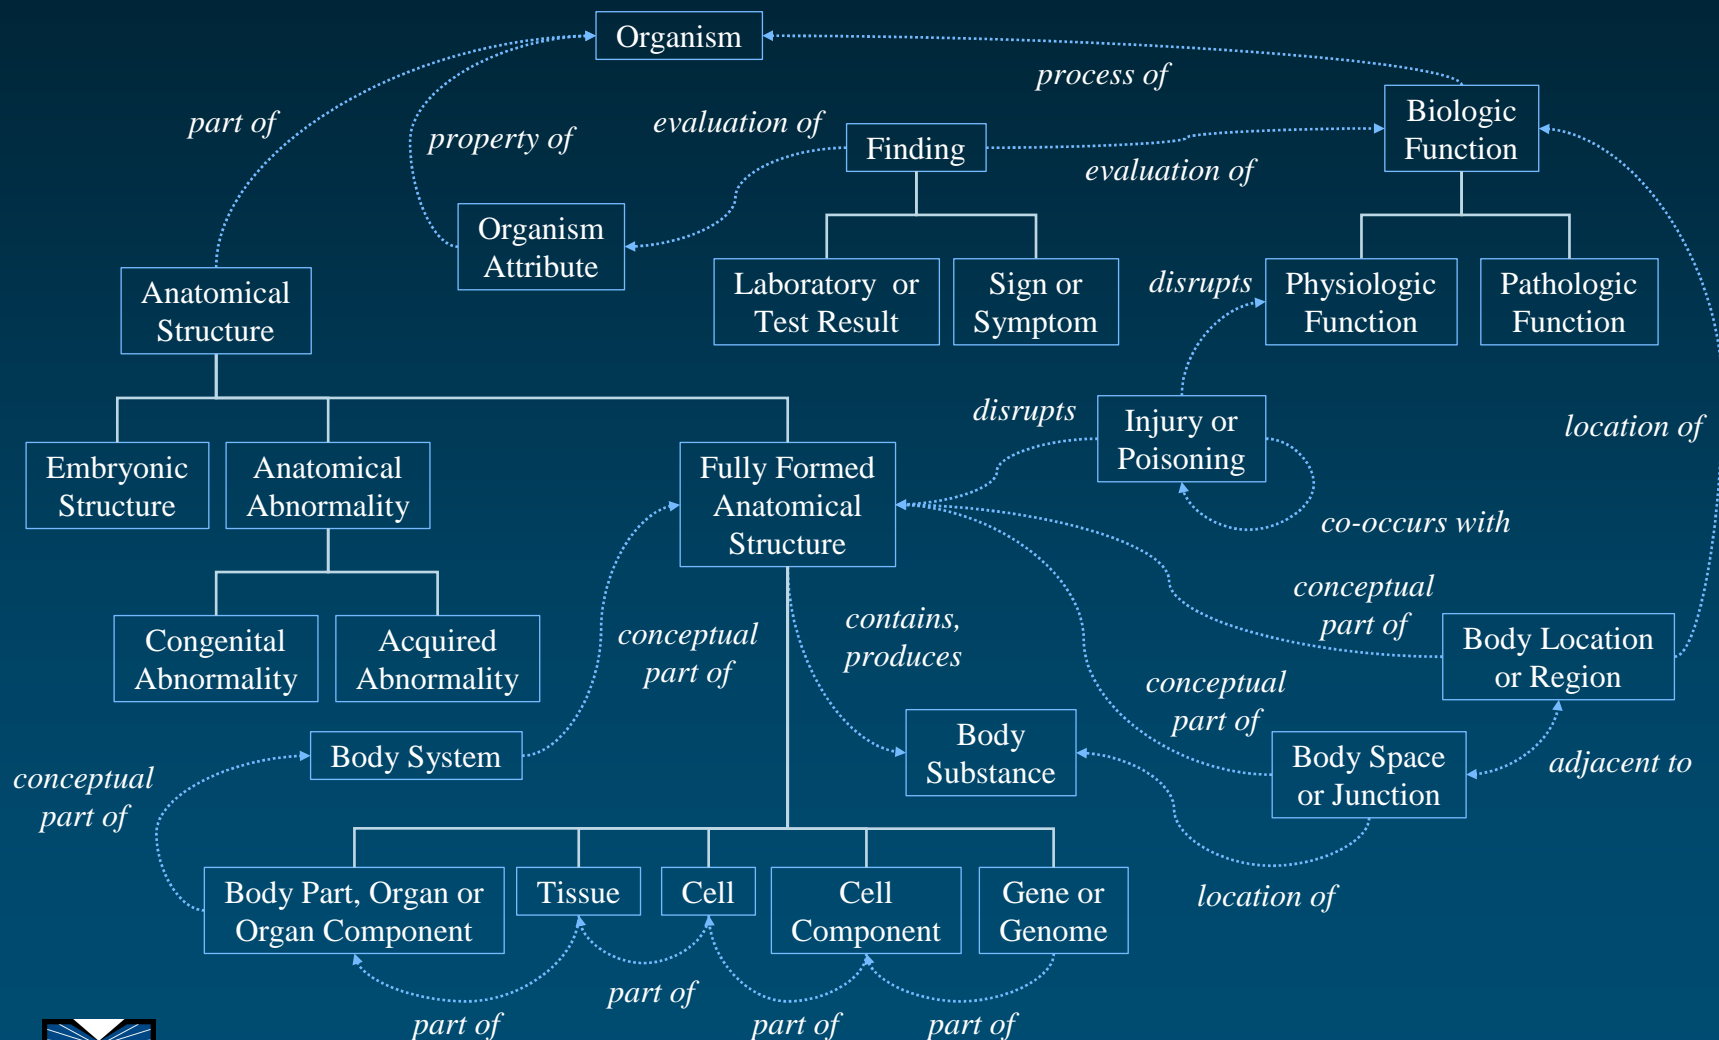 Organism
process of
part of
property of
evaluation of
Finding
evaluation of
Biologic
Function
Organism
Attribute
Anatomical
Structure
Laboratory or
Test Result
Sign or
Symptom
disrupts
Physiologic
Function
Pathologic
Function
disrupts
Injury or
Poisoning
location of
Embryonic
Structure
Anatomical
Abnormality
Fully Formed
Anatomical
Structure
co-occurs with
Congenital
Abnormality
Acquired
Abnormality
conceptual
part of
contains,
produces
conceptual
part of
Body Location
or Region
conceptual
part of
Body System
Body
Substance
Body Space
or Junction
adjacent to
conceptual
part of
Body Part, Organ or
Organ Component
Tissue
Cell
Cell
Component
Gene or
Genome
location of
part of
part of
part of
part of